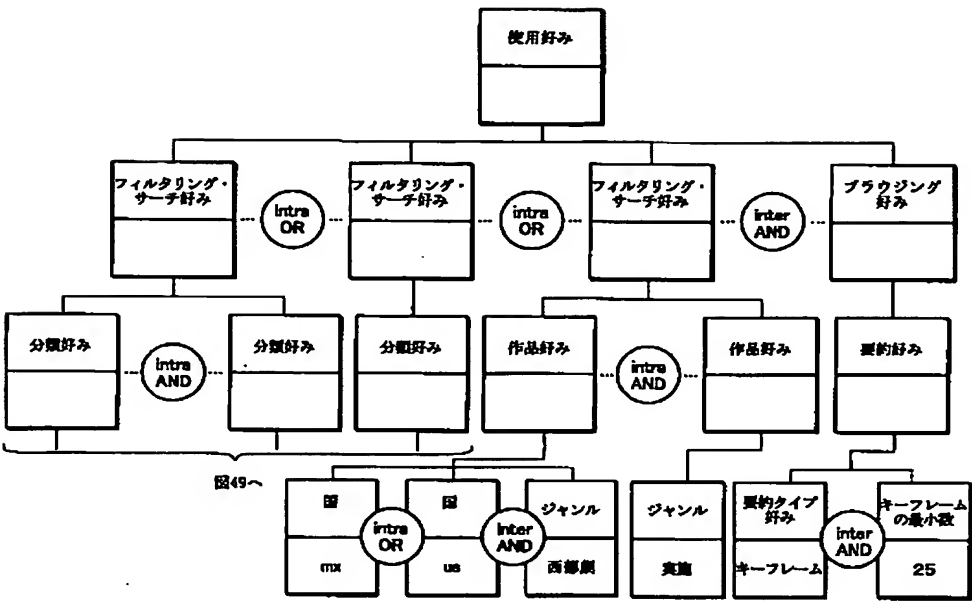 使用好み
フィルタリング・
サーチ好み
intra
OR
フィルタリング・
サーチ好み
intra
OR
フィルタリング・
サーチ好み
inter
AND
ブラウジング
好み
分類好み
intra
AND
分類好み
分類好み
作品好み
intra
AND
作品好み
要約好み
図49へ
国
mx
intra
OR
国
us
inter
AND
ジャンル
西部劇
ジャンル
実施
要約タイプ
好み
キーフレーム
inter
AND
キーフレーム
の最小数
25